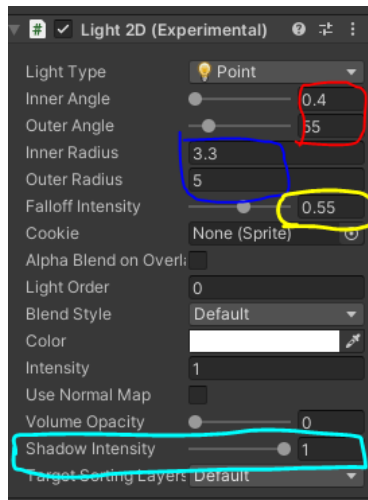 Light 2D (Experimental)
Light Type Point
Inner Angle 0.4
Outer Angle 55
Inner Radius 3.3
Outer Radius 5
Falloff Intensity 0.55
Cookie None (Sprite)
Alpha Blend on Overla
Light Order 0
Blend Style Default
Color
Intensity 1
Use Normal Map
Volume Opacity 0
Shadow Intensity 1
Target Sorting Layers Default